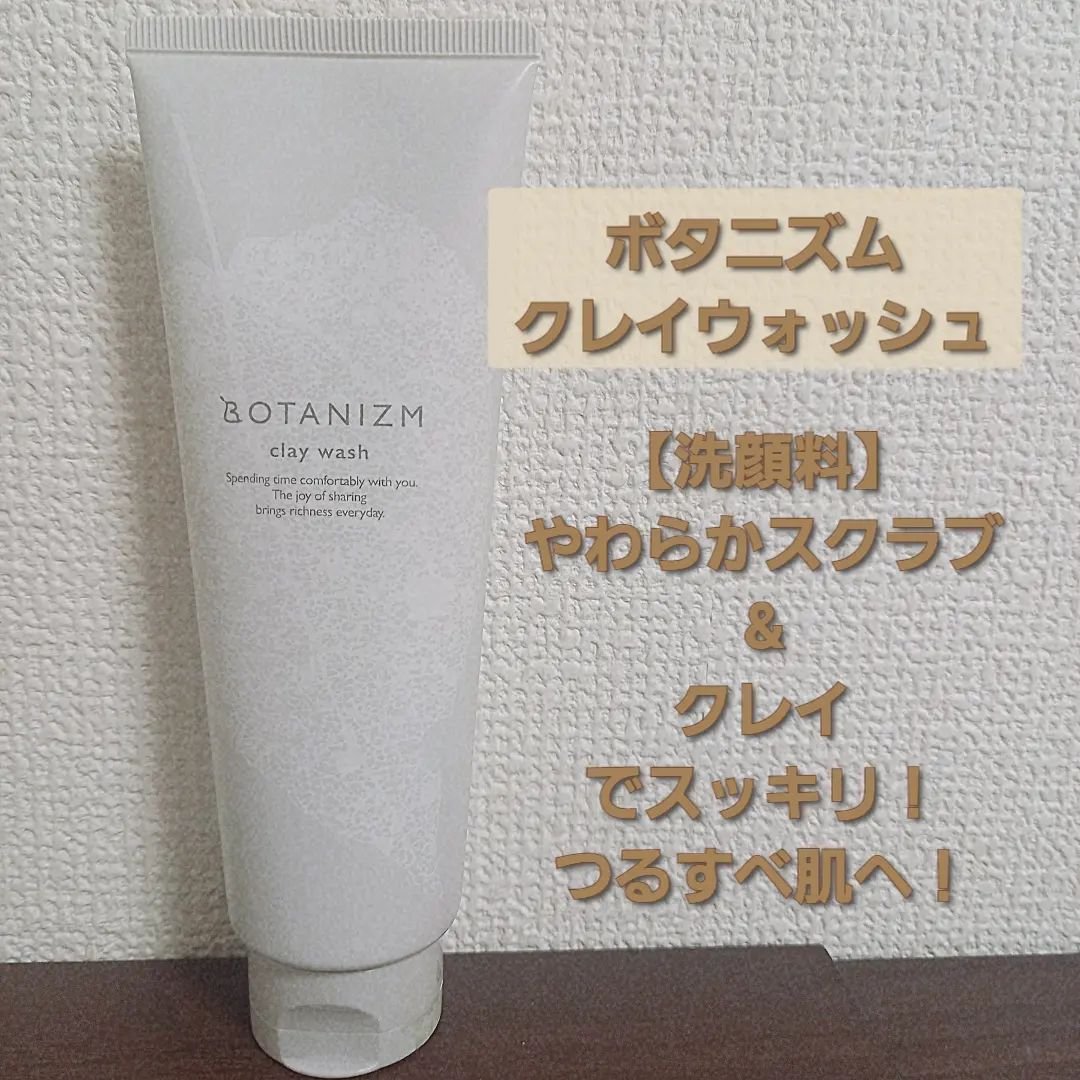 BOTANIZM
clay wash
Spending time comfortably with you.
The joy of sharing
brings richness everyday.
ボタニズム
クレイウォッシュ
【洗顔料】
やわらかスクラブ
&
クレイ
でスッキリ！
つるすべ肌へ！